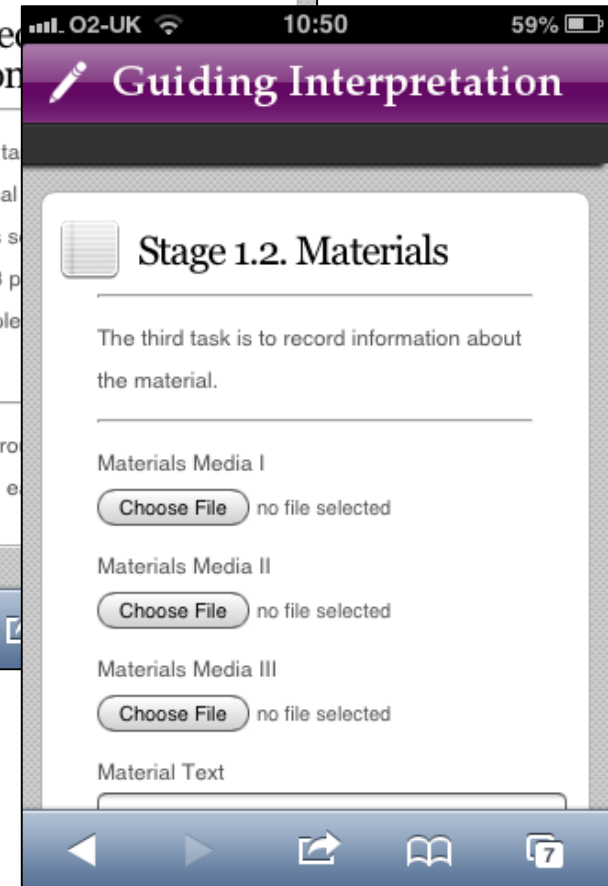 O2-UK 10:50 59%
Guiding Interpretation
Stage 1.2. Materials
The third task is to record information about
the material.
Materials Media I
Choose File no file selected
Materials Media II
Choose File no file selected
Materials Media III
Choose File no file selected
Material Text
7